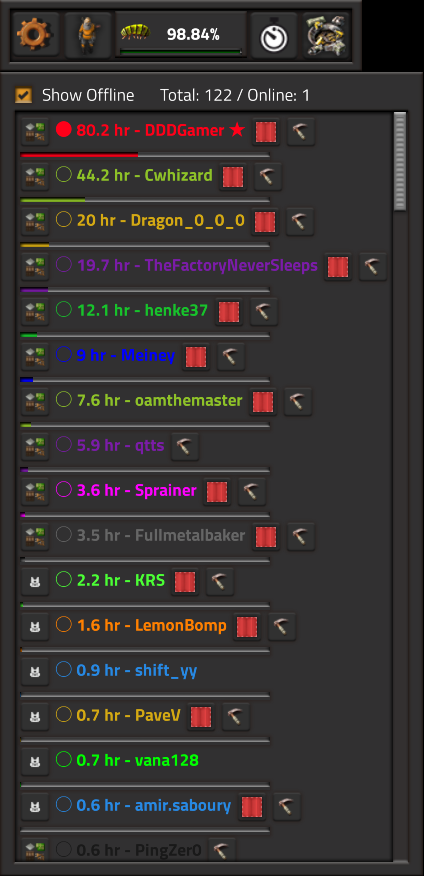 98.84%
Show Offline Total: 122 / Online: 1
80.2 hr - DDDGamer ★
44.2 hr - Cwhizard
20 hr - Dragon_0_0_0
19.7 hr - TheFactoryNeverSleeps
12.1 hr - henke37
9 hr - Meiney
7.6 hr - oamthemaster
5.9 hr - qtts
3.6 hr - Sprainer
3.5 hr - Fullmetalbaker
2.2 hr - KRS
1.6 hr - LemonBomp
0.9 hr - shift_yy
0.7 hr - PaveV
0.7 hr - vana128
0.6 hr - amir.saboury
0.6 hr - PingZer0